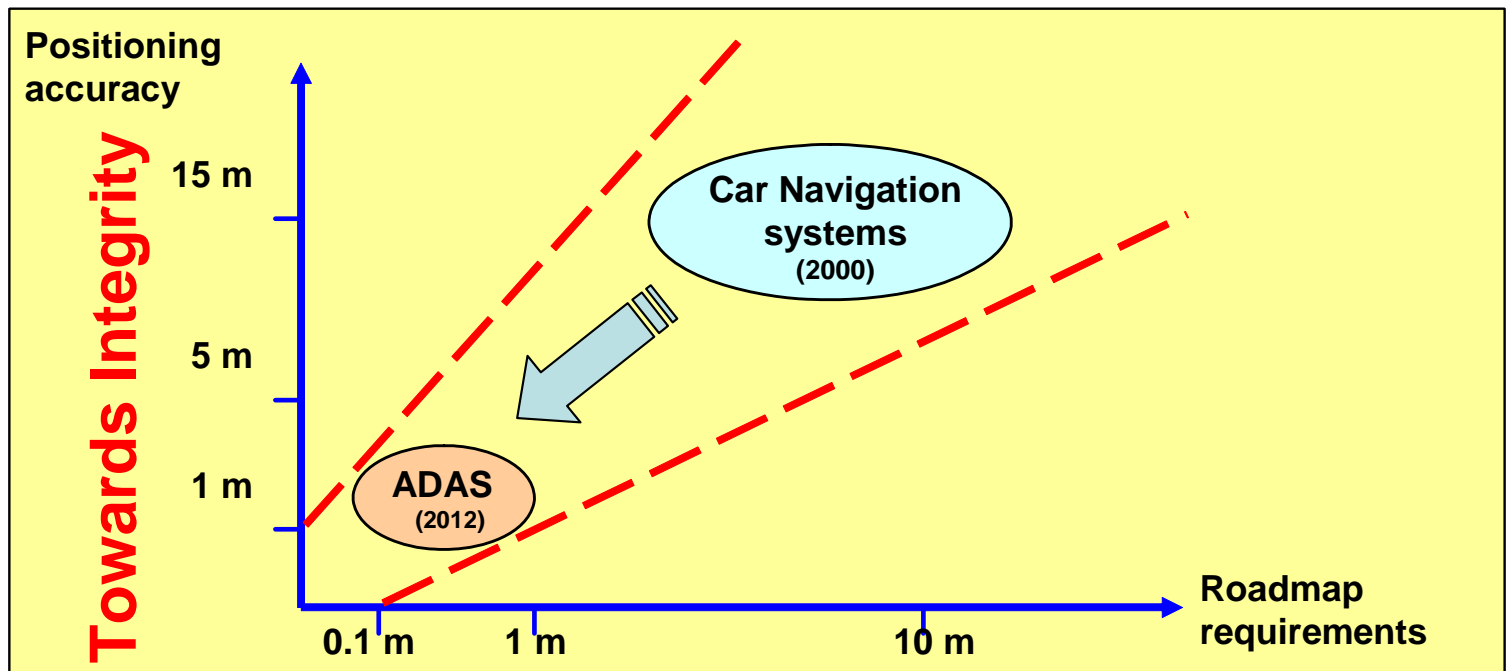 Positioning
accuracy
Towards Integrity
15 m
5 m
1 m
Car Navigation
systems
(2000)
ADAS
(2012)
0.1 m
1 m
10 m
Roadmap
requirements